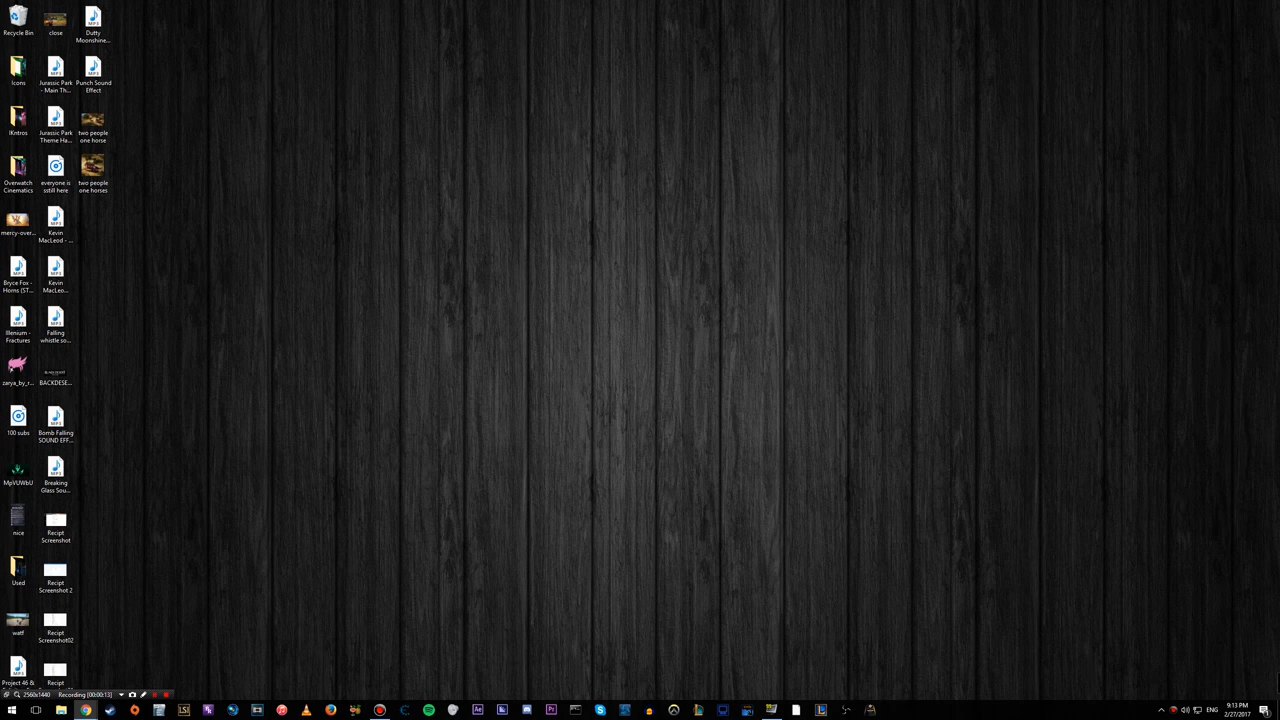 Recycle Bin
close
Dutty
Moonshine...
Icons
Jurassic Park
- Main Th...
Punch Sound
Effect
IKntros
Jurassic Park
Theme Ha...
two people
one horse
Overwatch
Cinematics
everyone is
sstill here
two people
one horses
mercy-over...
Kevin
MacLeod - ...
Bryce Fox -
Horns (ST...
Kevin
MacLeo...
Illenium -
Fractures
Falling
whistle so...
zarya_by_r...
BACKDESE...
100 subs
Bomb Falling
SOUND EFF...
MpVUWbU
Breaking
Glass Sou...
nice
Recipt
Screenshot
Used
Recipt
Screenshot 2
watf
Recipt
Screenshot02
Project 46 &
Recipt
2560x1440
Recording [00:00:13]
ENG
9:13 PM
2/27/2017